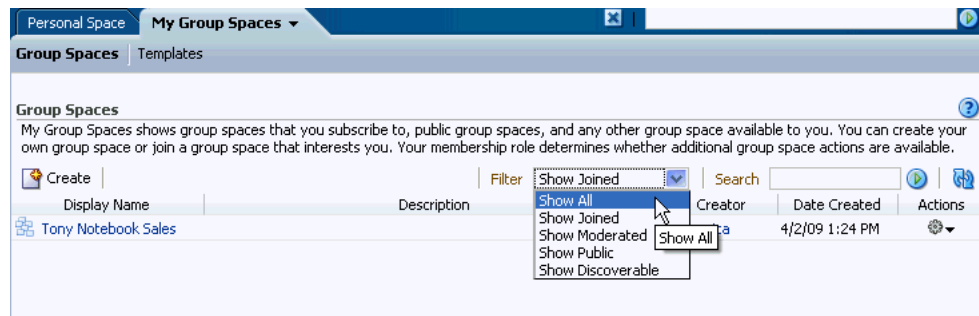 Personal Space My Group Spaces
Group Spaces Templates
Group Spaces
My Group Spaces shows group spaces that you subscribe to, public group spaces, and any other group space available to you. You can create your
own group space or join a group space that interests you. Your membership role determines whether additional group space actions are available.
Create Filter Show Joined Search
Display Name Description Creator Date Created Actions
Tony Notebook Sales 4/2/09 1:24 PM
Show All
Show Joined
Show Moderated
Show Public
Show Discoverable
Show All